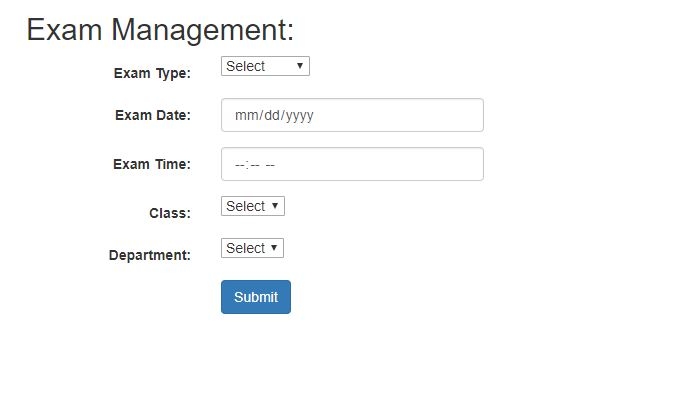 Exam Management:
Exam Type: Select
Exam Date: mm/dd/yyyy
Exam Time: --:-- --
Class: Select
Department: Select
Submit